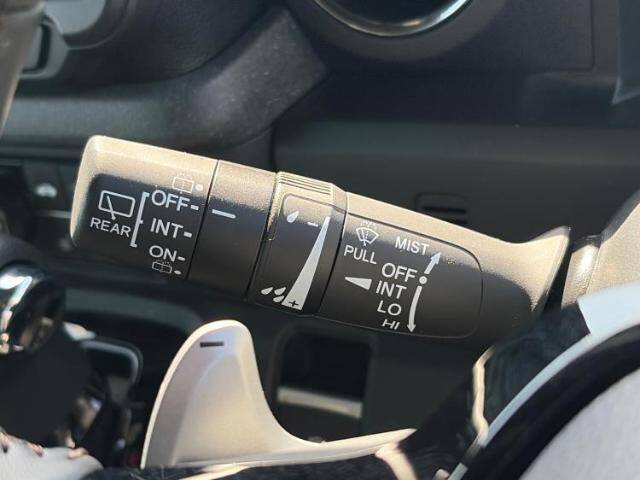 REAR
OFF-
INT-
ON-
-
- +
PULL
MIST
OFF
INT
LO
HI
-